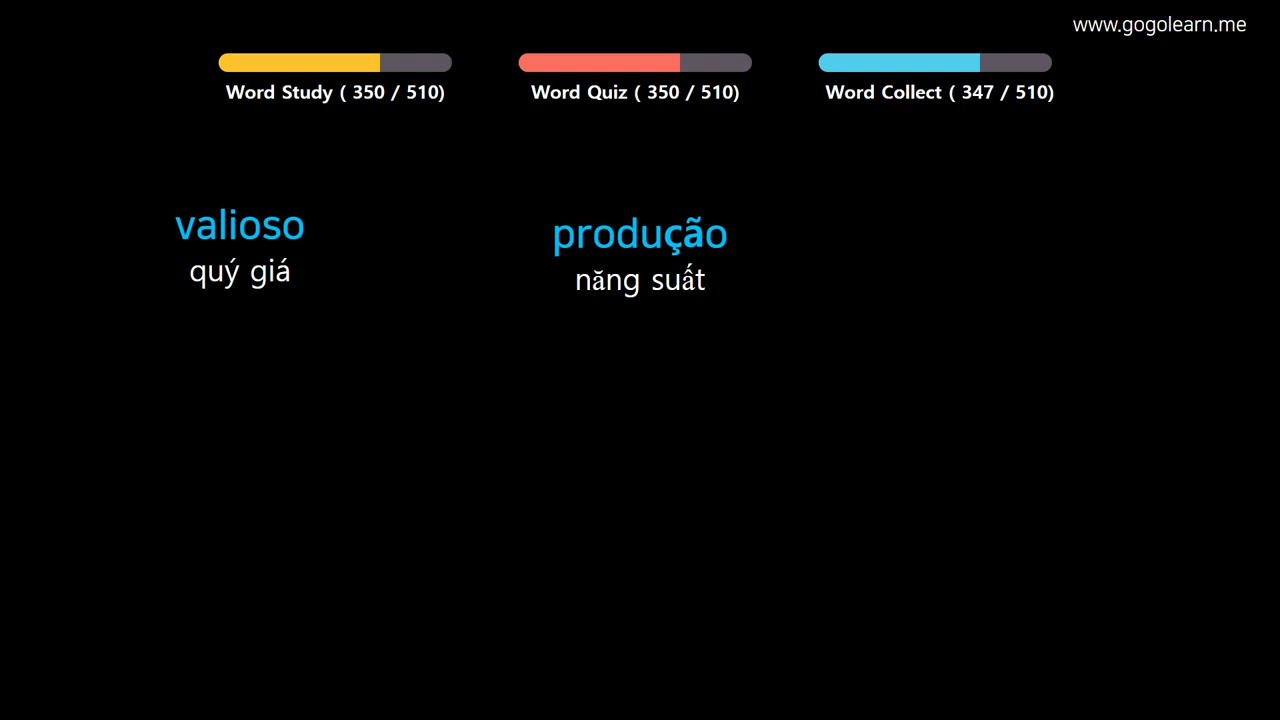 www.gogolearn.me
Word Study ( 350 / 510)
Word Quiz ( 350 / 510)
Word Collect ( 347 / 510)
valioso
quý giá
produção
năng suất